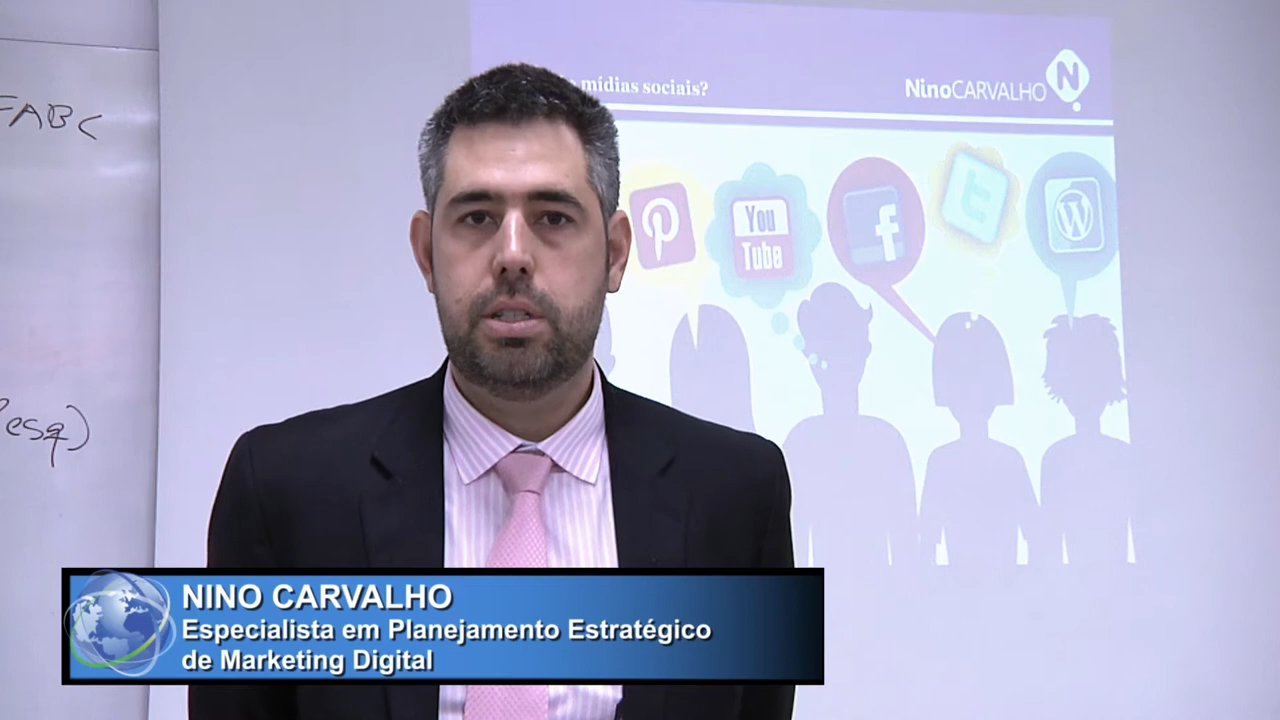 mídias sociais?
NinoCARVALHO
N
FABC
You
Tube
f
t
W
esq)
NINO CARVALHO
Especialista em Planejamento Estratégico
de Marketing Digital